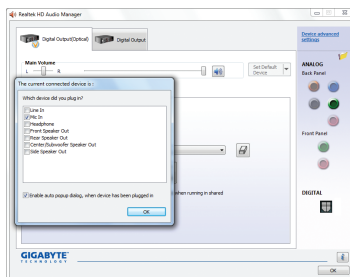 Realtek HD Audio Manager
Digital Output(Optical)
Digital Output
Device advanced
settings
Main Volume
L
R
Set Default
Device
ANALOG
Back Panel
The current connected device is :
Which device did you plug in?
Line In
Mic In
Headphone
Front Speaker Out
Rear Speaker Out
Center/Subwoofer Speaker Out
Side Speaker Out
Enable auto popup dialog, when device has been plugged in
OK
when running in shared
Front Panel
DIGITAL
GIGABYTE
TECHNOLOGY
OK